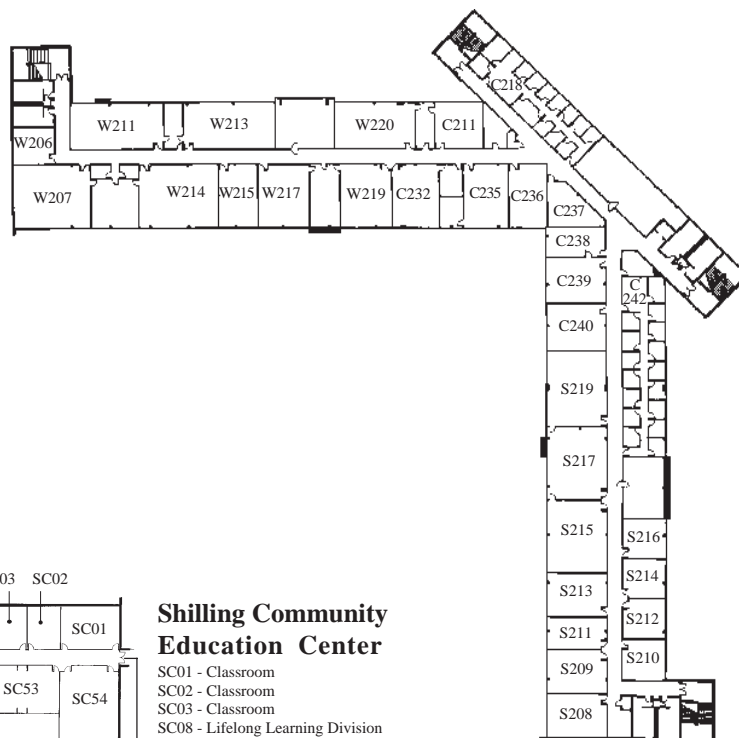 C218
W211
W213
W220
C211
W206
W207
W214
W215
W217
W219
C232
C235
C236
C237
C238
C239
C
242
C240
S219
S217
S215
S216
S213
S214
S211
S212
S209
S210
S208
03 SC02
SC01
SC53
SC54
Shilling Community
Education Center
SC01 - Classroom
SC02 - Classroom
SC03 - Classroom
SC08 - Lifelong Learning Division